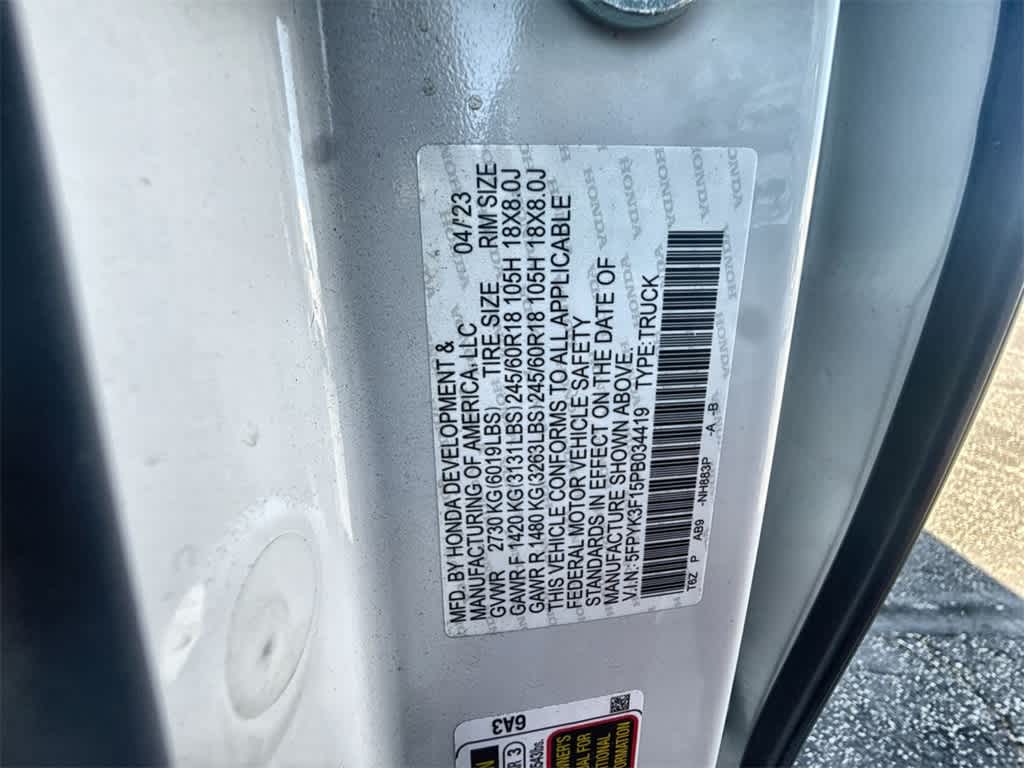 MFD. BY HONDA DEVELOPMENT &
MANUFACTURING OF AMERICA, LLC 04/23
GVWR 2730 KG(6019LBS) TIRE SIZE RIM SIZE
GAWR F 1420 KG(3131LBS) 245/60R18 105H 18X8.0J
GAWR R 1480 KG(3263LBS) 245/60R18 105H 18X8.0J
THIS VEHICLE CONFORMS TO ALL APPLICABLE
FEDERAL MOTOR VEHICLE SAFETY
STANDARDS IN EFFECT ON THE DATE OF
MANUFACTURE SHOWN ABOVE.
V.I.N.: 5FPYK3F15PB034419 TYPE:TRUCK
T6Z P AB9 -NH883P -A -B
6A3
R 3
543lbs.